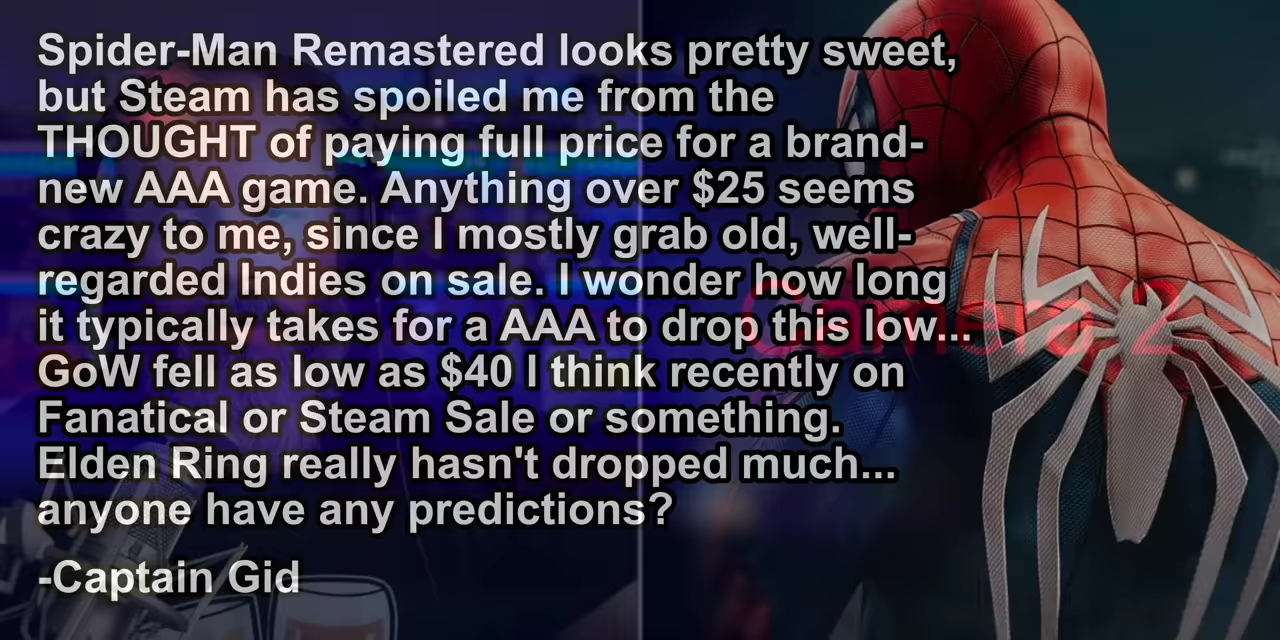 Spider-Man Remastered looks pretty sweet,
but Steam has spoiled me from the
THOUGHT of paying full price for a brand-
new AAA game. Anything over $25 seems
crazy to me, since I mostly grab old, well-
regarded Indies on sale. I wonder how long
it typically takes for a AAA to drop this low...
GoW fell as low as $40 I think recently on
Fanatical or Steam Sale or something.
Elden Ring really hasn't dropped much...
anyone have any predictions?
-Captain Gid
Camera 2